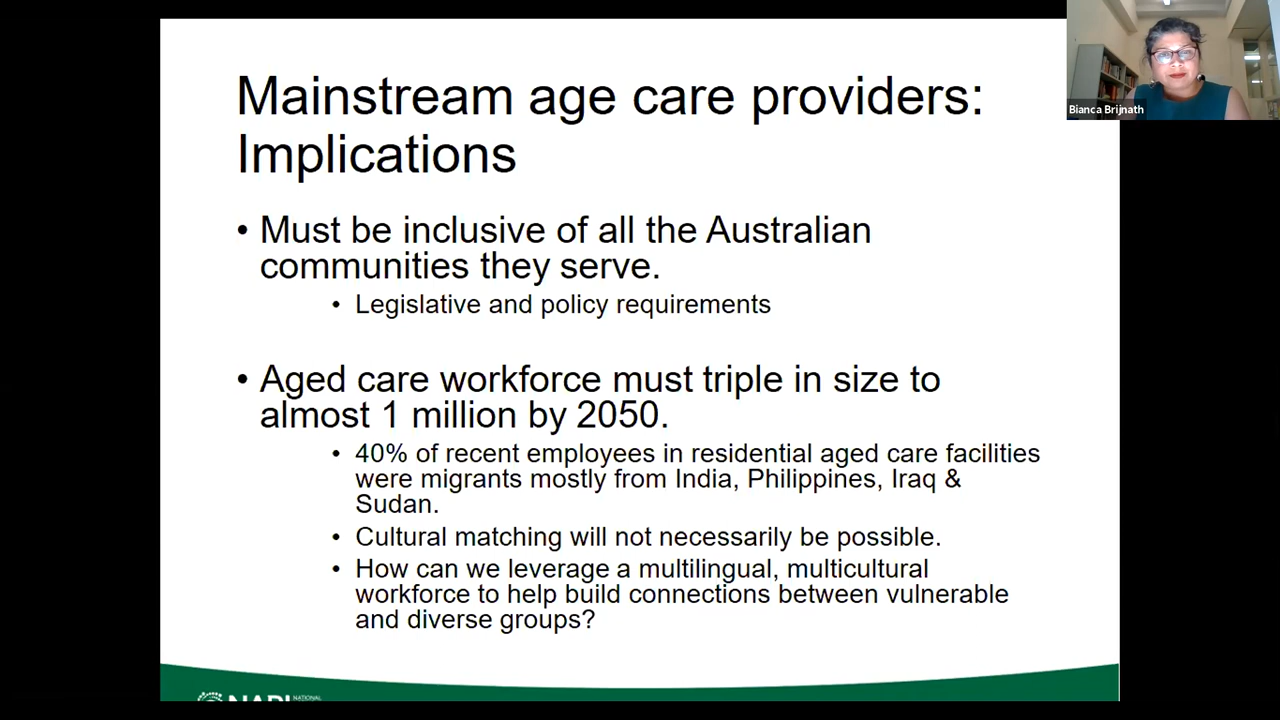 Mainstream age care providers:
Implications
• Must be inclusive of all the Australian
communities they serve.
• Legislative and policy requirements
• Aged care workforce must triple in size to
almost 1 million by 2050.
• 40% of recent employees in residential aged care facilities
were migrants mostly from India, Philippines, Iraq &
Sudan.
• Cultural matching will not necessarily be possible.
• How can we leverage a multilingual, multicultural
workforce to help build connections between vulnerable
and diverse groups?
Bianca Brijnath
NARI NATIONAL